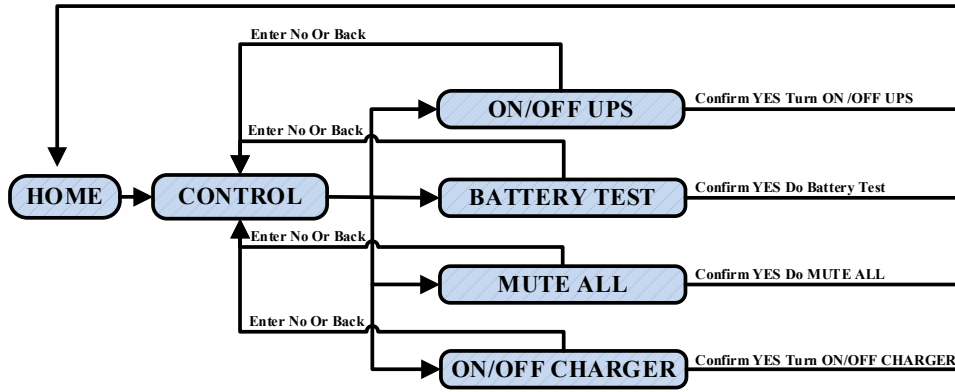 Enter No Or Back
ON/OFF UPS
Confirm YES Turn ON /OFF UPS
Enter No Or Back
HOME
CONTROL
BATTERY TEST
Confirm YES Do Battery Test
Enter No Or Back
MUTE ALL
Confirm YES Do MUTE ALL
Enter No Or Back
ON/OFF CHARGER
Confirm YES Turn ON/OFF CHARGER